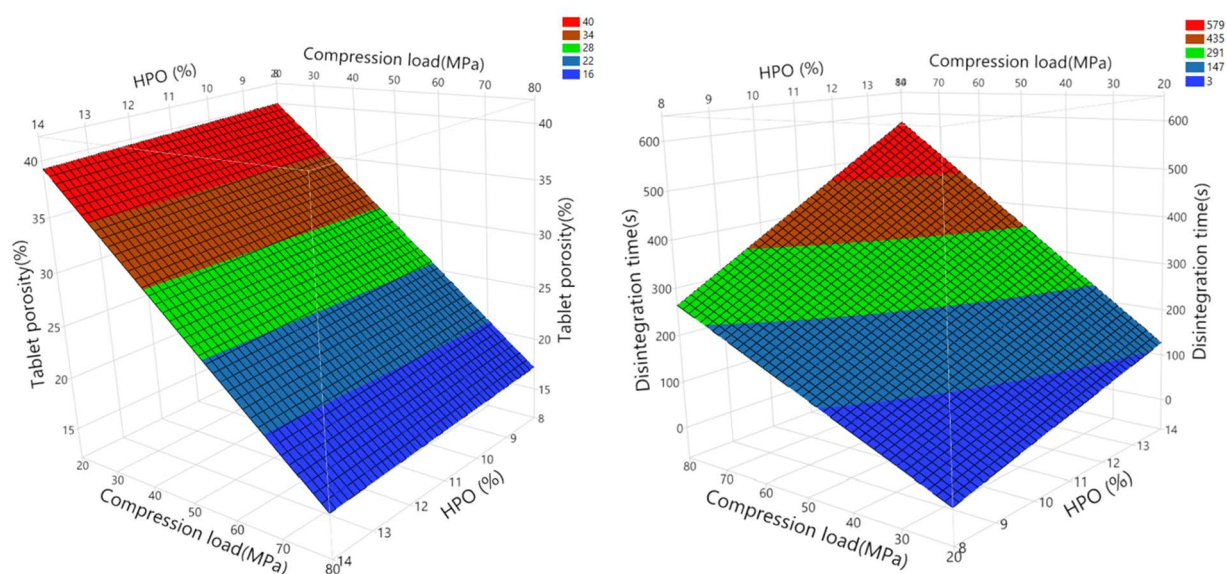 40
34
28
22
16
Compression load(MPa)
HPO (%)
14 13 12 11 10 9 8
20 30 40 50 60 70 80
40
35
30
25
20
15
Tablet porosity(%)
40
35
30
25
20
15
Tablet porosity(%)
20 30 40 50 60 70 80
Compression load(MPa)
14 13 12 11 10 9 8
HPO (%)
579
435
291
147
3
HPO (%)
Compression load(MPa)
8 9 10 11 12 13 14
80 70 60 50 40 30 20
600
500
400
300
200
100
0
Disintegration time(s)
600
500
400
300
200
100
0
Disintegration time(s)
80 70 60 50 40 30 20
Compression load(MPa)
8 9 10 11 12 13 14
HPO (%)